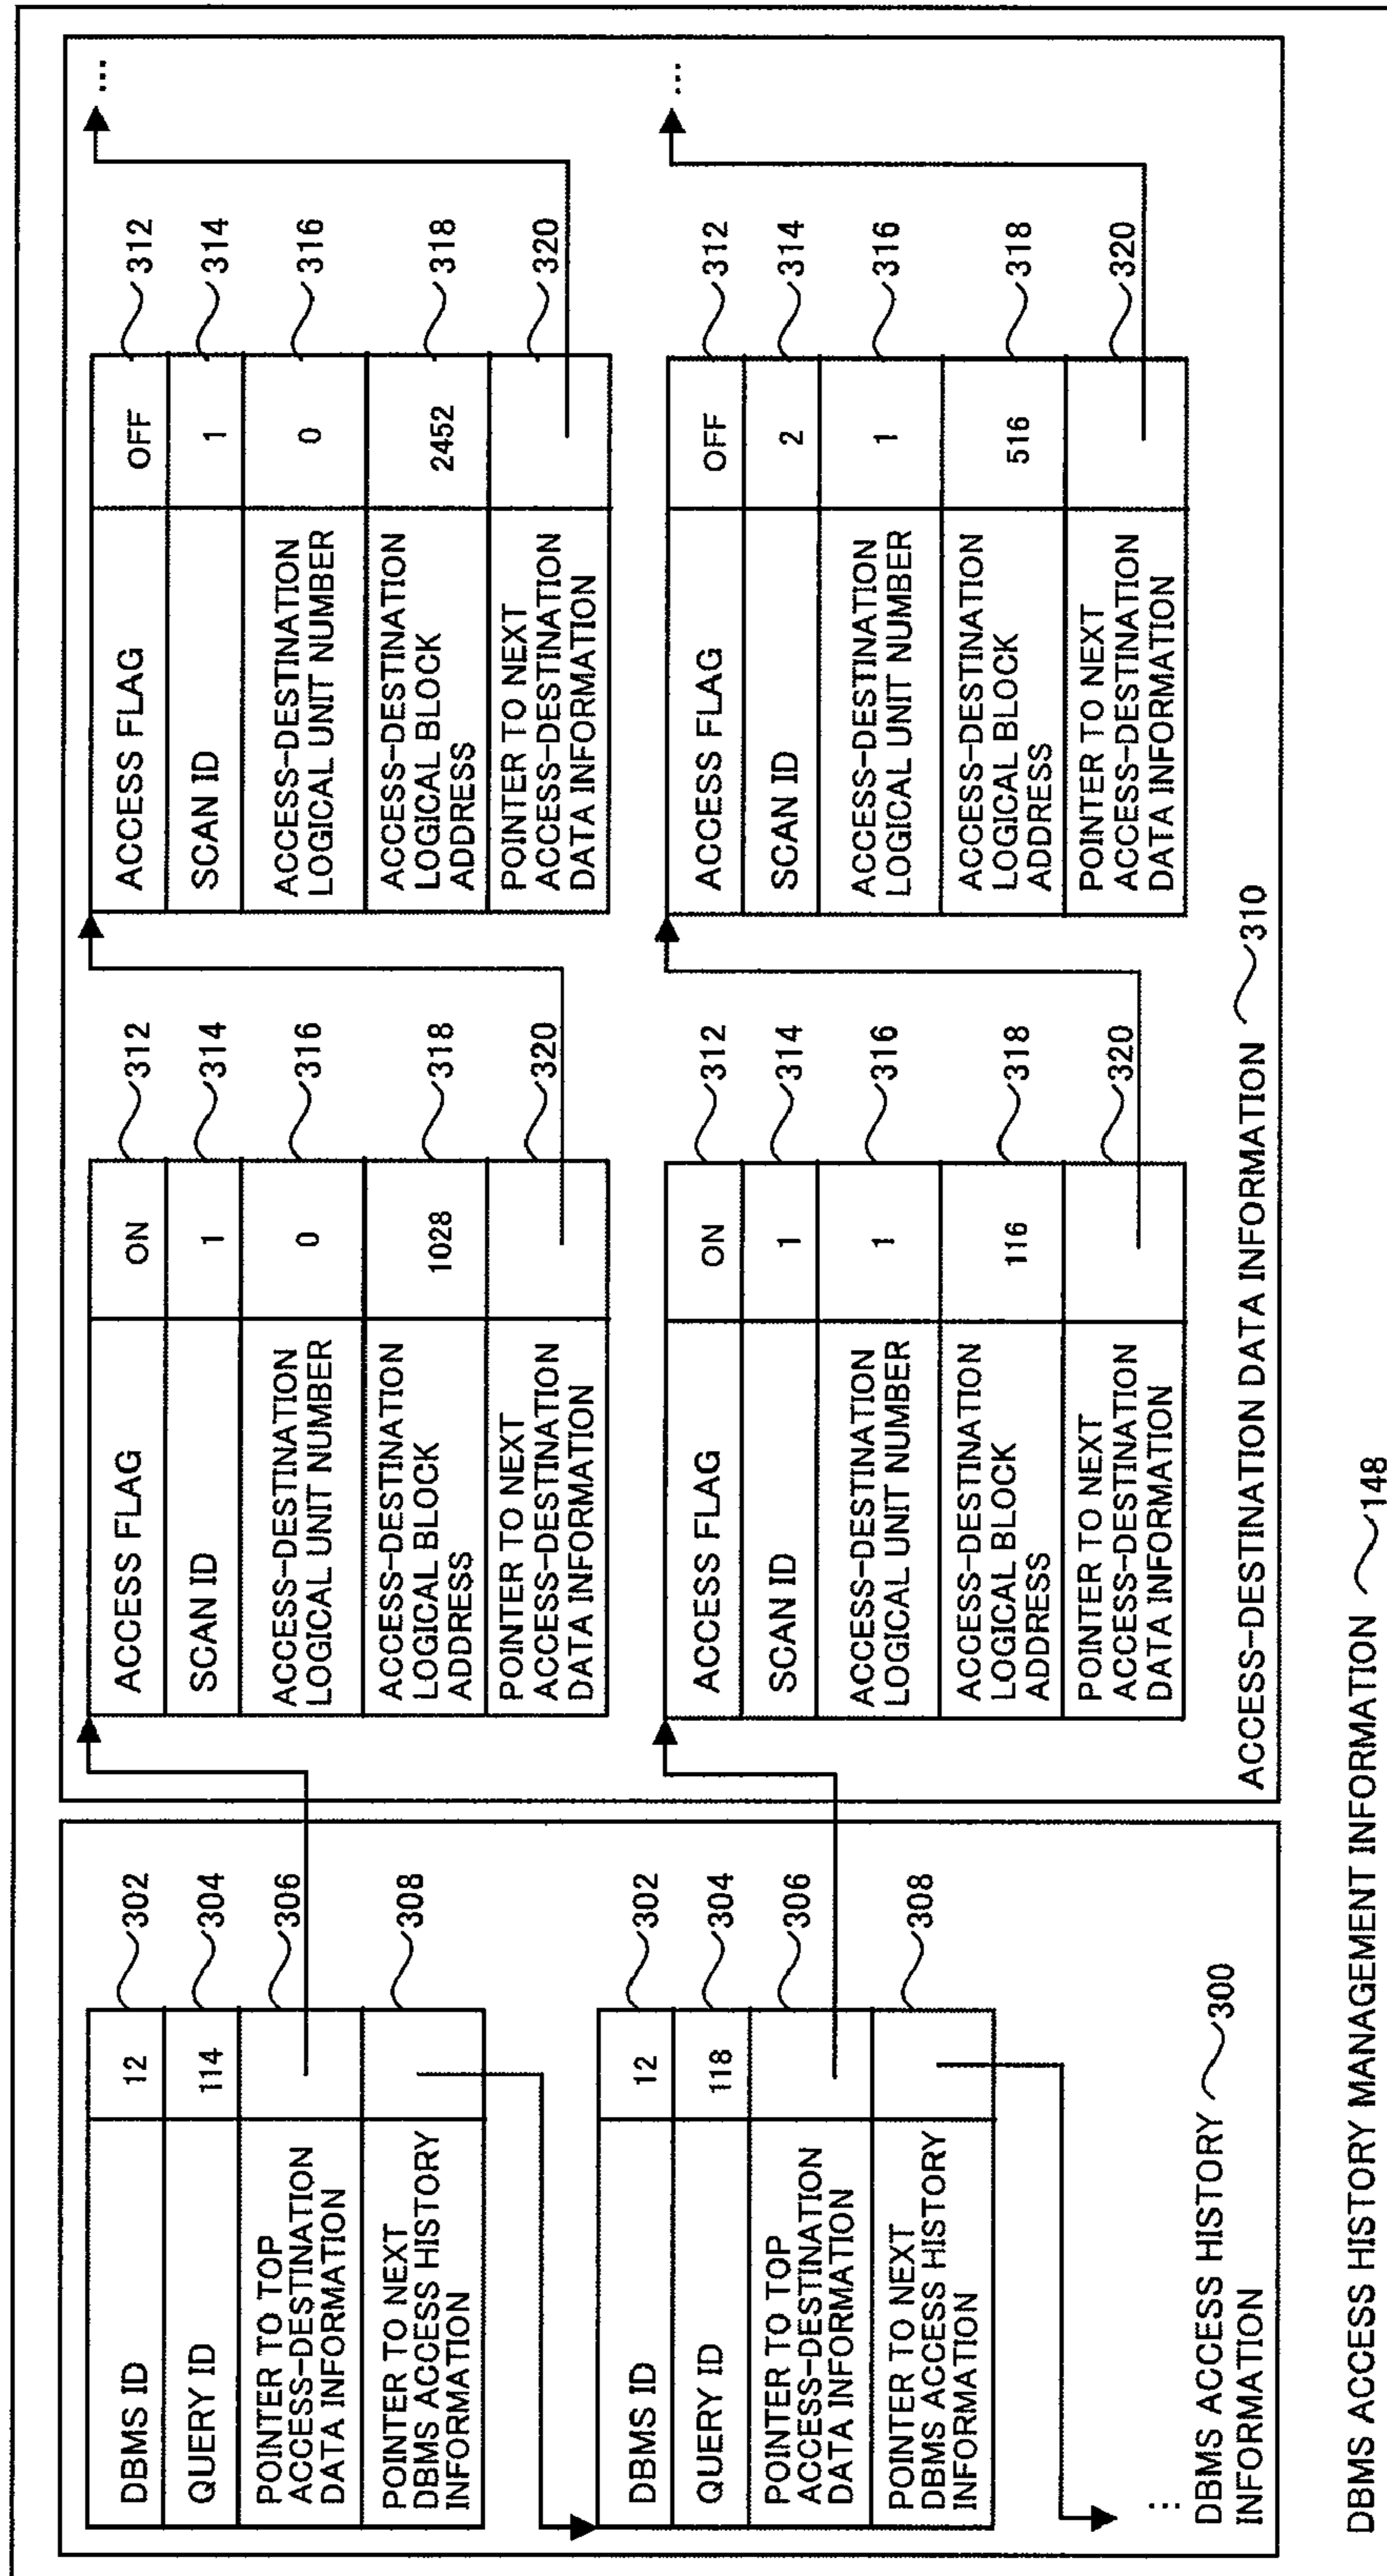 DBMS ID 12 302
QUERY ID 114 304
POINTER TO TOP
ACCESS-DESTINATION
DATA INFORMATION
306
POINTER TO NEXT
DBMS ACCESS HISTORY
INFORMATION
308
DBMS ID 12 302
QUERY ID 118 304
POINTER TO TOP
ACCESS-DESTINATION
DATA INFORMATION
306
POINTER TO NEXT
DBMS ACCESS HISTORY
INFORMATION
308
...
DBMS ACCESS HISTORY 300
INFORMATION
ACCESS FLAG ON 312
SCAN ID 1 314
ACCESS-DESTINATION
LOGICAL UNIT NUMBER
0 316
ACCESS-DESTINATION
LOGICAL BLOCK
ADDRESS
1028 318
POINTER TO NEXT
ACCESS-DESTINATION
DATA INFORMATION
320
ACCESS FLAG OFF 312
SCAN ID 1 314
ACCESS-DESTINATION
LOGICAL UNIT NUMBER
0 316
ACCESS-DESTINATION
LOGICAL BLOCK
ADDRESS
2452 318
POINTER TO NEXT
ACCESS-DESTINATION
DATA INFORMATION
320
...
ACCESS FLAG ON 312
SCAN ID 1 314
ACCESS-DESTINATION
LOGICAL UNIT NUMBER
1 316
ACCESS-DESTINATION
LOGICAL BLOCK
ADDRESS
116 318
POINTER TO NEXT
ACCESS-DESTINATION
DATA INFORMATION
320
ACCESS FLAG OFF 312
SCAN ID 2 314
ACCESS-DESTINATION
LOGICAL UNIT NUMBER
1 316
ACCESS-DESTINATION
LOGICAL BLOCK
ADDRESS
516 318
POINTER TO NEXT
ACCESS-DESTINATION
DATA INFORMATION
320
...
ACCESS-DESTINATION DATA INFORMATION 310
DBMS ACCESS HISTORY MANAGEMENT INFORMATION 148